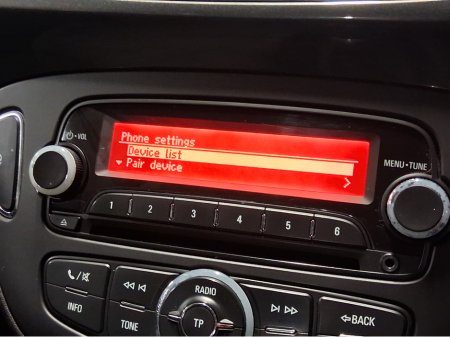 Phone settings
Device list
Pair device
VOL
MENU-TUNE
1 2 3 4 5 6
RADIO
INFO
TONE
TP
BACK